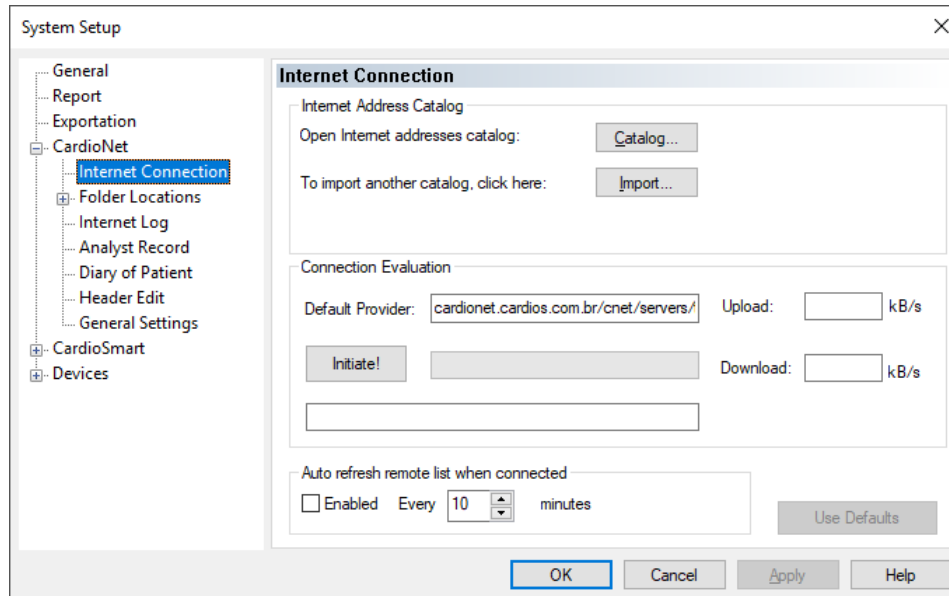 System Setup
General
Report
Exportation
CardioNet
Internet Connection
Folder Locations
Internet Log
Analyst Record
Diary of Patient
Header Edit
General Settings
CardioSmart
Devices
Internet Connection
Internet Address Catalog
Open Internet addresses catalog: Catalog...
To import another catalog, click here: Import...
Connection Evaluation
Default Provider: cardionet.cardios.com.br/cnet/servers/ Upload: kB/s
Initiate! Download: kB/s
Auto refresh remote list when connected
Enabled Every 10 minutes
Use Defaults
OK Cancel Apply Help